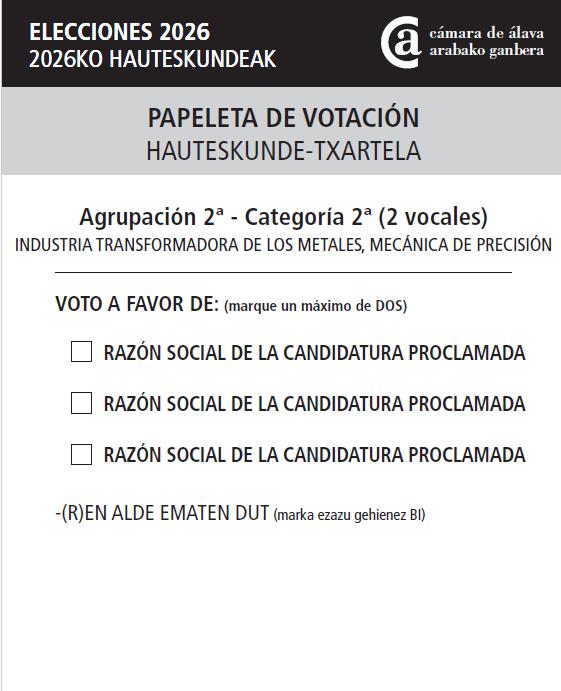 ELECCIONES 2026
2026KO HAUTESKUNDEAK
cámara de álava
arabako ganbera
PAPELETA DE VOTACIÓN
HAUTESKUNDE-TXARTELA
Agrupación 2ª - Categoría 2ª (2 vocales)
INDUSTRIA TRANSFORMADORA DE LOS METALES, MECÁNICA DE PRECISIÓN
VOTO A FAVOR DE: (marque un máximo de DOS)
RAZÓN SOCIAL DE LA CANDIDATURA PROCLAMADA
RAZÓN SOCIAL DE LA CANDIDATURA PROCLAMADA
RAZÓN SOCIAL DE LA CANDIDATURA PROCLAMADA
-(R)EN ALDE EMATEN DUT (marka ezazu gehienez BI)